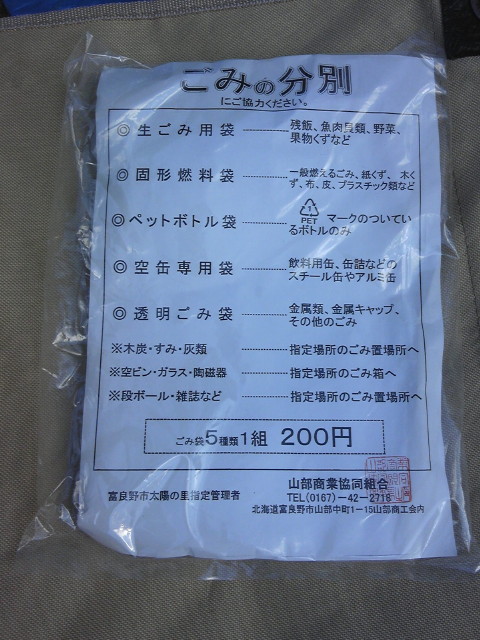 ごみの分別
にご協力ください。
◎生ごみ用袋 残飯、魚肉貝類、野菜、
果物くずなど
◎固形燃料袋 一般燃えるごみ、紙くず、木く
ず、布、皮、プラスチック類など
◎ペットボトル袋 1 PET マークのついてい
るボトルのみ
◎空缶専用袋 飲料用缶、缶詰などの
スチール缶やアルミ缶
◎透明ごみ袋 金属類、金属キャップ、
その他のごみ
※木炭・すみ・灰類 指定場所のごみ置場所へ
※空ビン・ガラス・陶磁器 指定場所のごみ箱へ
※段ボール・雑誌など 指定場所のごみ置場所へ
ごみ袋5種類1組 200円
山部商業協同組合
富良野市太陽の里指定管理者 TEL(0167)-42-2718
北海道富良野市山部中町1-15山部商工会内